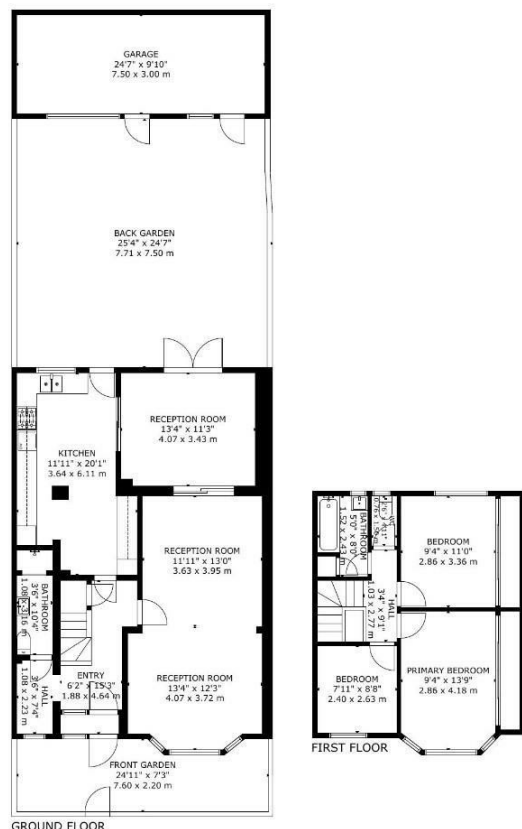 GARAGE
24'7" x 9'10"
7.50 x 3.00 m
BACK GARDEN
25'4" x 24'7"
7.71 x 7.50 m
RECEPTION ROOM
13'4" x 11'3"
4.07 x 3.43 m
KITCHEN
11'11" x 20'1"
3.64 x 6.11 m
RECEPTION ROOM
11'11" x 13'0"
3.63 x 3.95 m
BATHROOM
3'6" x 10'4"
1.08 x 3.16 m
HALL
3'6" x 7'4"
1.08 x 2.23 m
ENTRY
6'2" x 15'3"
1.88 x 4.64 m
RECEPTION ROOM
13'4" x 12'3"
4.07 x 3.72 m
FRONT GARDEN
24'11" x 7'3"
7.60 x 2.20 m
GROUND FLOOR
BATHROOM
5'0" x 8'0"
1.52 x 2.43 m
BEDROOM
9'4" x 11'0"
2.86 x 3.36 m
HALL
3'4" x 9'1"
1.03 x 2.77 m
BEDROOM
7'11" x 8'8"
2.40 x 2.63 m
PRIMARY BEDROOM
9'4" x 13'9"
2.86 x 4.18 m
FIRST FLOOR